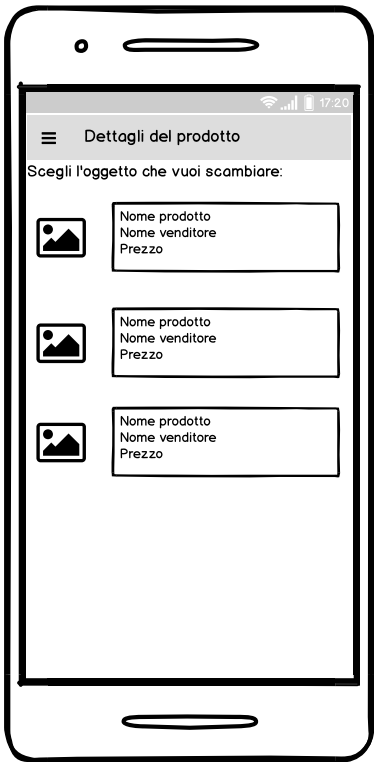 17:20
Dettagli del prodotto
Scegli l'oggetto che vuoi scambiare:
Nome prodotto
Nome venditore
Prezzo
Nome prodotto
Nome venditore
Prezzo
Nome prodotto
Nome venditore
Prezzo